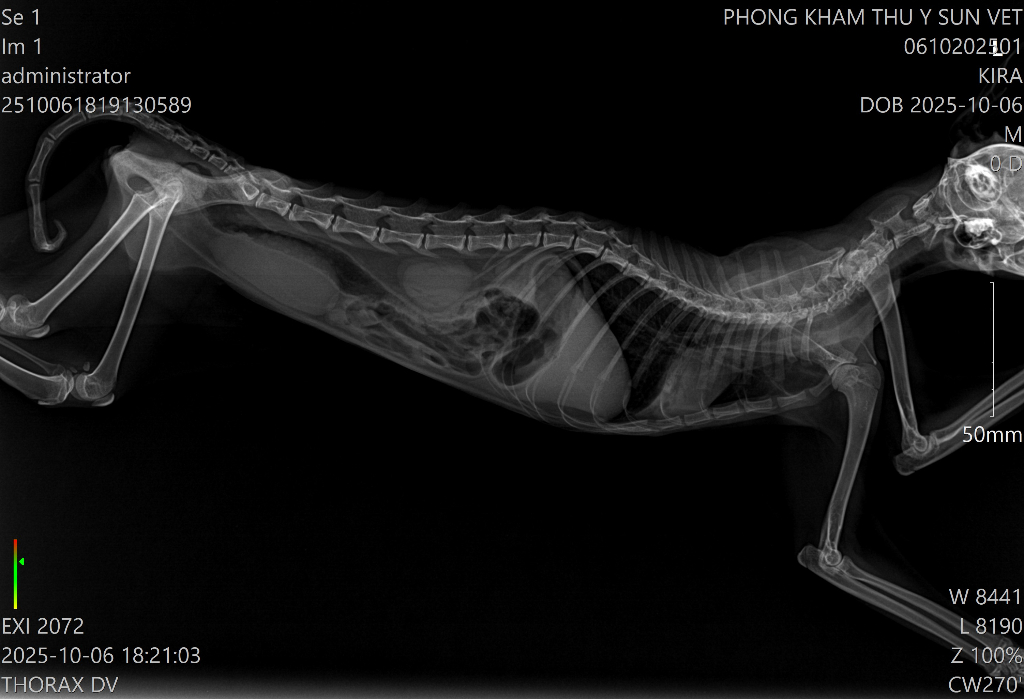 Se 1
Im 1
administrator
2510061819130589
PHONG KHAM THU Y SUN VET
KIRA
DOB 2025-10-06
M
0 D
50mm
EXI 2072
2025-10-06 18:21:03
THORAX DV
W 8441
L 8190
Z 100%
CW270°